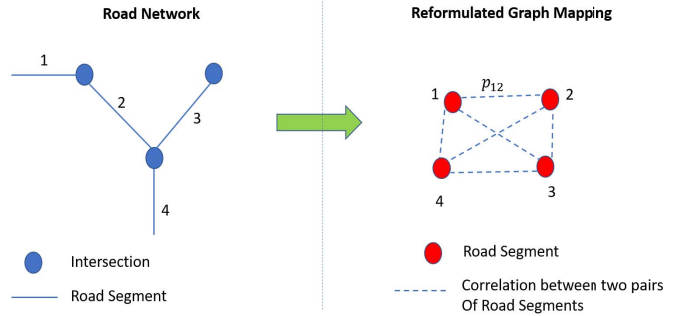 Road Network
1
2
3
4
Intersection
Road Segment
Reformulated Graph Mapping
1
p12
2
4
3
Road Segment
Correlation between two pairs
Of Road Segments